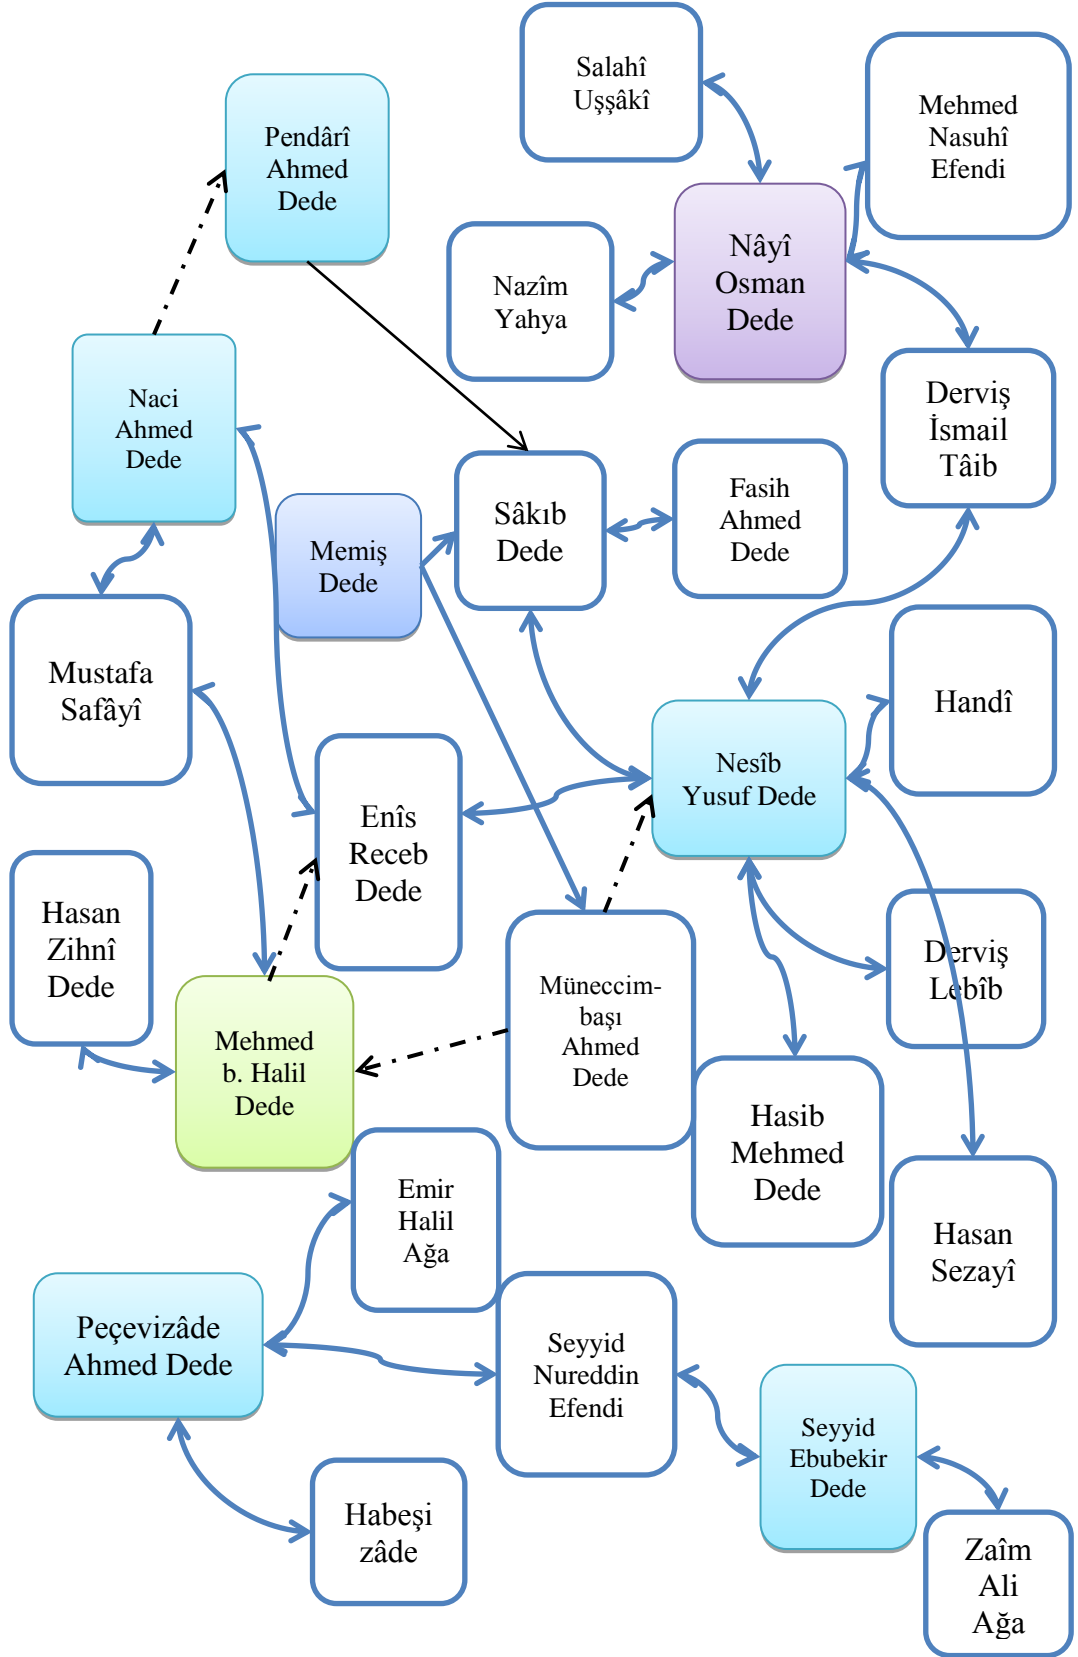 Salahî
Uşşâkî
Mehmed
Nasuhî
Efendi
Pendârî
Ahmed
Dede
Nâyî
Osman
Dede
Nazîm
Yahya
Naci
Ahmed
Dede
Derviş
İsmail
Tâib
Sâkıb
Dede
Fasih
Ahmed
Dede
Memiş
Dede
Mustafa
Safâyî
Handî
Nesîb
Yusuf Dede
Enîs
Receb
Dede
Hasan
Zihnî
Dede
Derviş
Lebîb
Müneccim-
başı
Ahmed
Dede
Mehmed
b. Halil
Dede
Hasib
Mehmed
Dede
Emir
Halil
Ağa
Hasan
Sezayî
Peçevizâde
Ahmed Dede
Seyyid
Nureddin
Efendi
Seyyid
Ebubekir
Dede
Habeşi
zâde
Zaîm
Ali
Ağa